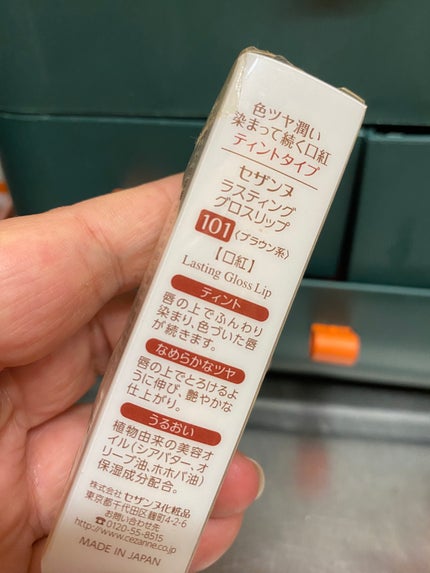 色ツヤ潤い
染まって続く口紅
ティントタイプ
セザンヌ
ラスティング
グロスリップ
101〈ブラウン系〉
【口紅】
Lasting Gloss Lip
ティント
唇の上でふんわり
染まり、色づいた唇
が続きます。
なめらかなツヤ
唇の上でとろけるよ
うに伸び、艶やかな
仕上がり。
うるおい
植物由来の美容オ
イル(シアバター、オ
リーブ油、ホホバ油)
保湿成分配合。
株式会社 セザンヌ化粧品
東京都千代田区麹町4-2-6
お問い合わせ先
☎0120-55-8515
http://www.cezanne.co.jp
MADE IN JAPAN